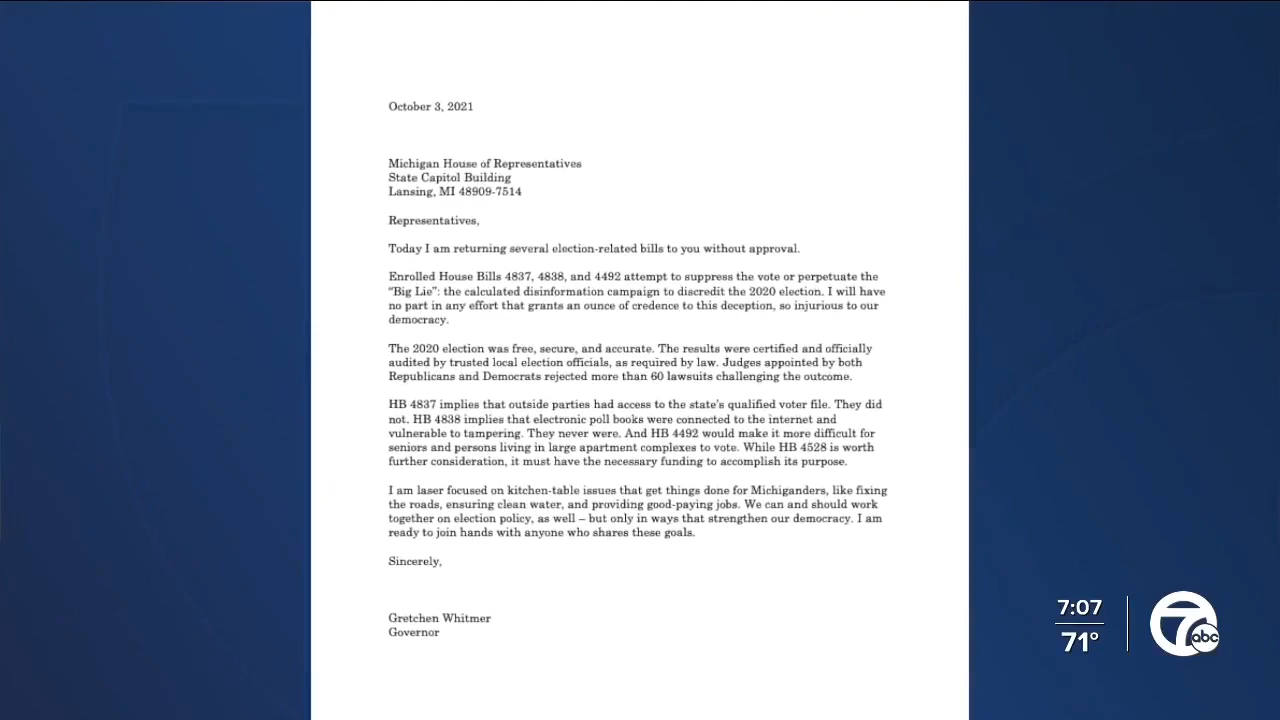 October 3, 2021
Michigan House of Representatives
State Capitol Building
Lansing, MI 48909-7514
Representatives,
Today I am returning several election-related bills to you without approval.
Enrolled House Bills 4837, 4838, and 4492 attempt to suppress the vote or perpetuate the
“Big Lie”: the calculated disinformation campaign to discredit the 2020 election. I will have
no part in any effort that grants an ounce of credence to this deception, so injurious to our
democracy.
The 2020 election was free, secure, and accurate. The results were certified and officially
audited by trusted local election officials, as required by law. Judges appointed by both
Republicans and Democrats rejected more than 60 lawsuits challenging the outcome.
HB 4837 implies that outside parties had access to the state’s qualified voter file. They did
not. HB 4838 implies that electronic poll books were connected to the internet and
vulnerable to tampering. They never were. And HB 4492 would make it more difficult for
seniors and persons living in large apartment complexes to vote. While HB 4528 is worth
further consideration, it must have the necessary funding to accomplish its purpose.
I am laser focused on kitchen-table issues that get things done for Michiganders, like fixing
the roads, ensuring clean water, and providing good-paying jobs. We can and should work
together on election policy, as well – but only in ways that strengthen our democracy. I am
ready to join hands with anyone who shares these goals.
Sincerely,
Gretchen Whitmer
Governor
7:07
71°
7 abc